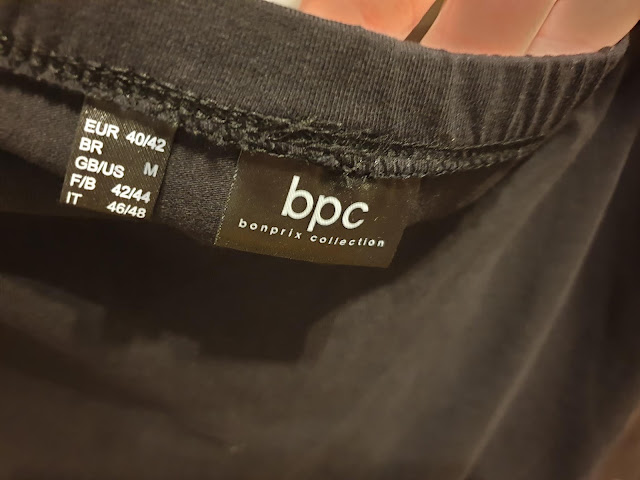 EUR 40/42
BR
GB/US M
F/B 42/44
IT 46/48
bpc
bonprix collection